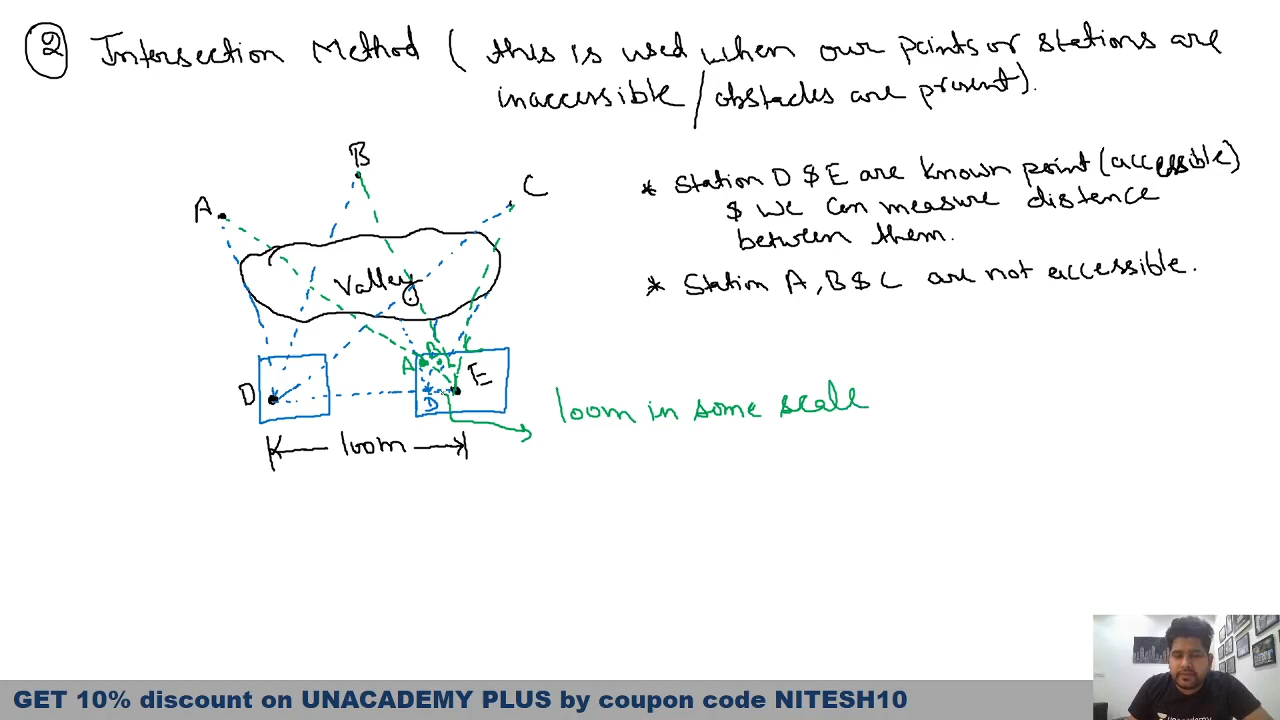 2 Intersection Method ( this is used when our points or stations are
inaccessible / obstacles are present).
B
C
A
* Station D & E are known point (accessible)
& we can measure distence
between them.
* Station A, B & C are not accessible.
Valley
A B C
D E
D
100m in some scale
100m
unacademy
GET 10% discount on UNACADEMY PLUS by coupon code NITESH10